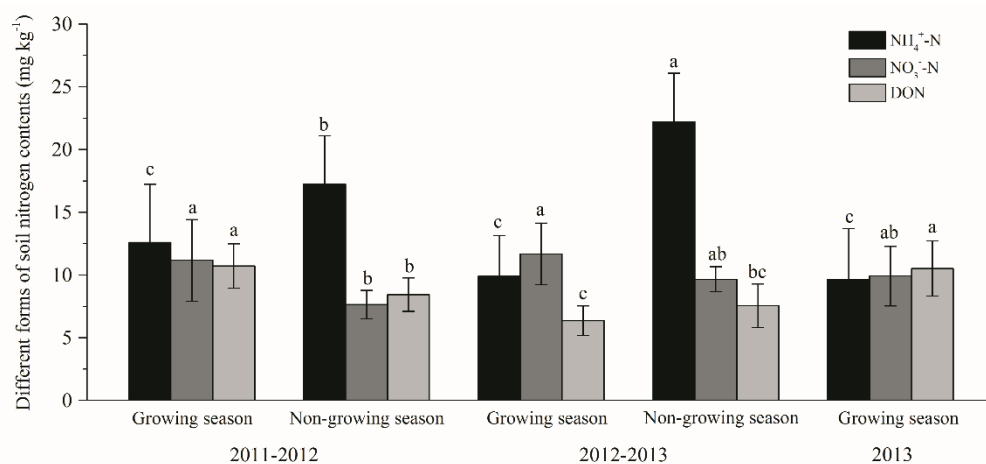 Different forms of soil nitrogen contents (mg kg⁻¹)
30
25
20
15
10
5
0
NH₄⁺-N
NO₃⁻-N
DON
c a a
b b b
c a c
a ab bc
c ab a
Growing season Non-growing season Growing season Non-growing season Growing season
2011-2012 2012-2013 2013